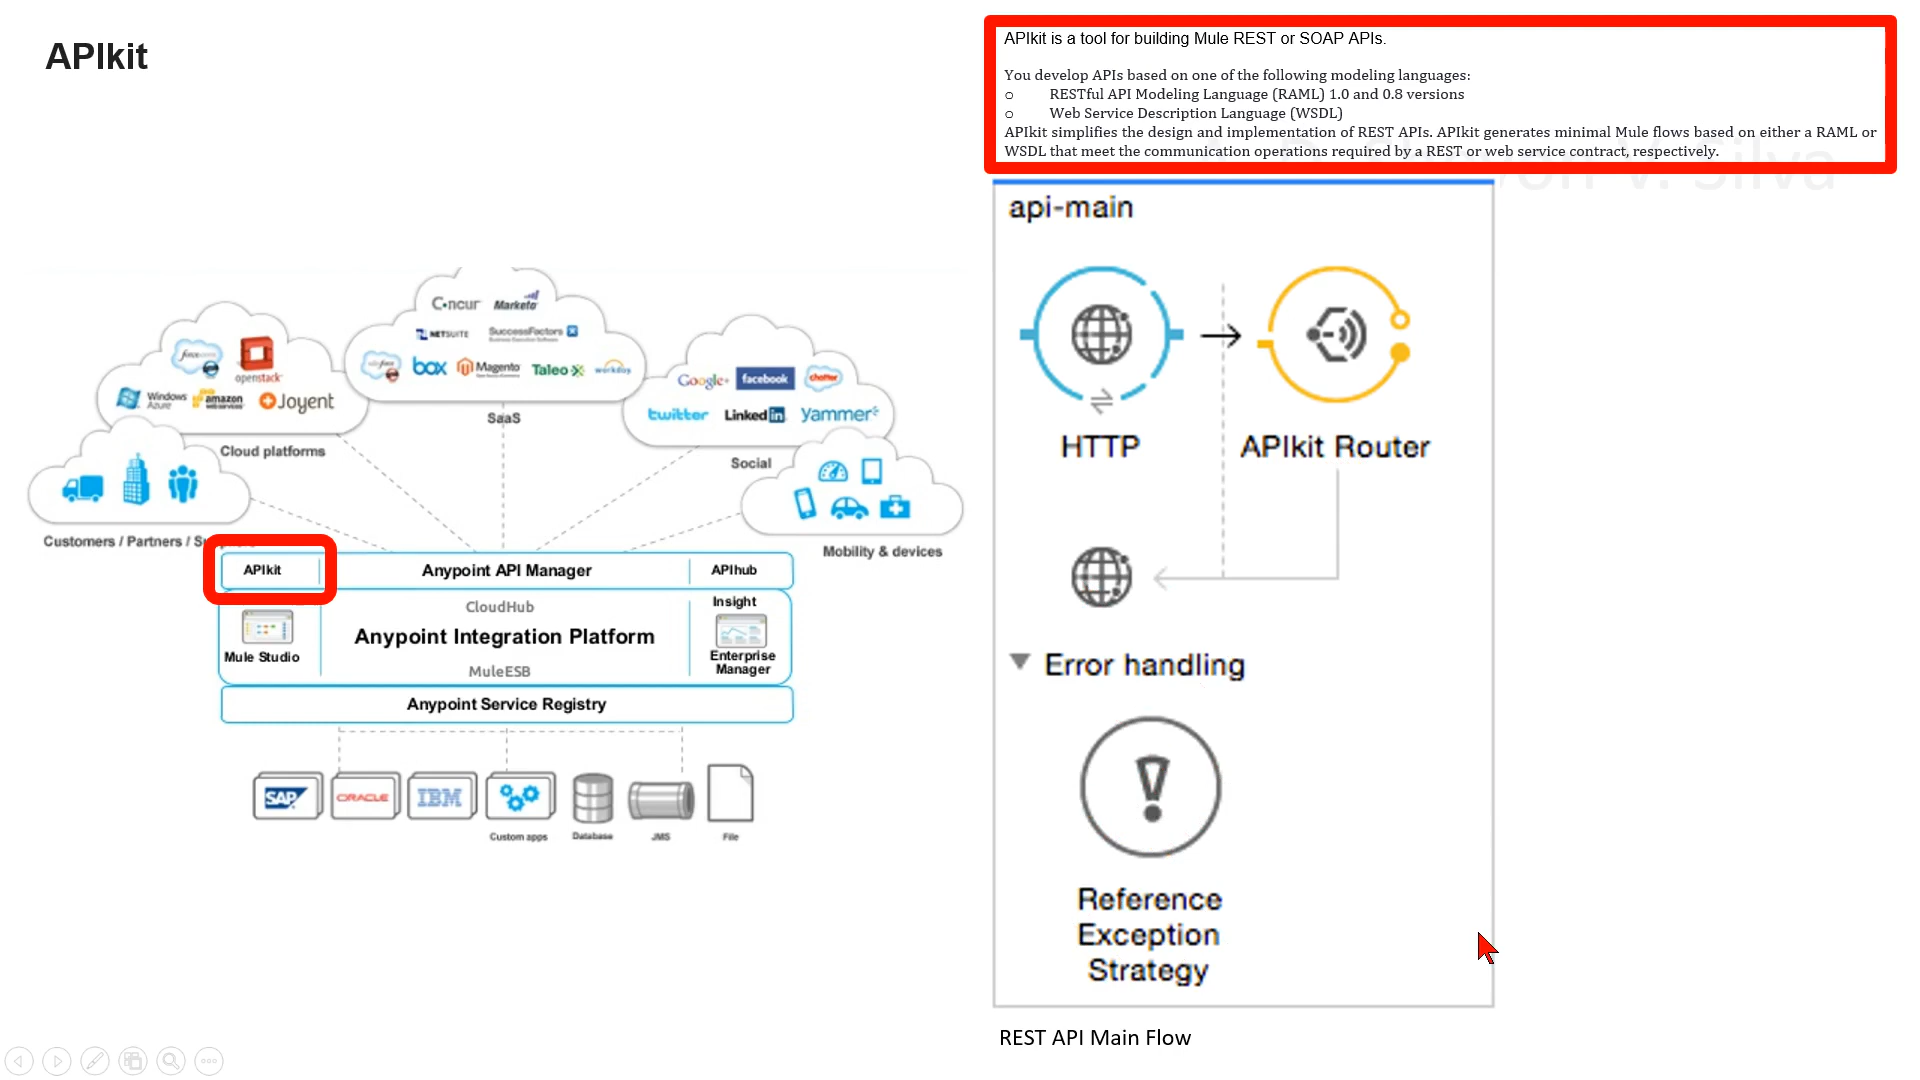 APIkit
APIkit is a tool for building Mule REST or SOAP APIs.
You develop APIs based on one of the following modeling languages:
o RESTful API Modeling Language (RAML) 1.0 and 0.8 versions
o Web Service Description Language (WSDL)
APIkit simplifies the design and implementation of REST APIs. APIkit generates minimal Mule flows based on either a RAML or
WSDL that meet the communication operations required by a REST or web service contract, respectively.
V. Silva
Concur Marketo
NETSUITE SuccessFactors
box Magento Taleo workday
SaaS
force
openstack
Windows Azure amazon web services Joyent
Cloud platforms
Google+ facebook chatter
twitter LinkedIn yammer
Social
Customers / Partners /
Mobility & devices
APIkit Anypoint API Manager APIhub
CloudHub
Insight
Anypoint Integration Platform
Mule Studio
MuleESB
Enterprise
Manager
Anypoint Service Registry
SAP ORACLE IBM
Custom apps Database JMS File
api-main
HTTP APIkit Router
Error handling
Reference
Exception
Strategy
REST API Main Flow